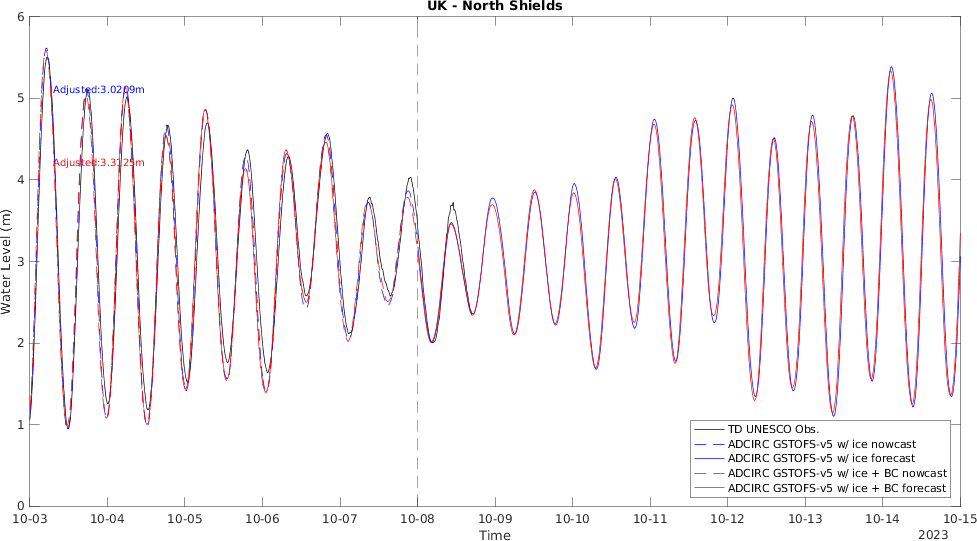 UK - North Shields
6
5
4
3
2
1
0
Water Level (m)
Adjusted:3.0209m
Adjusted:3.3125m
TD UNESCO Obs.
ADCIRC GSTOFS-v5 w/ ice nowcast
ADCIRC GSTOFS-v5 w/ ice forecast
ADCIRC GSTOFS-v5 w/ ice + BC nowcast
ADCIRC GSTOFS-v5 w/ ice + BC forecast
10-03 10-04 10-05 10-06 10-07 10-08 10-09 10-10 10-11 10-12 10-13 10-14 10-15
Time
2023